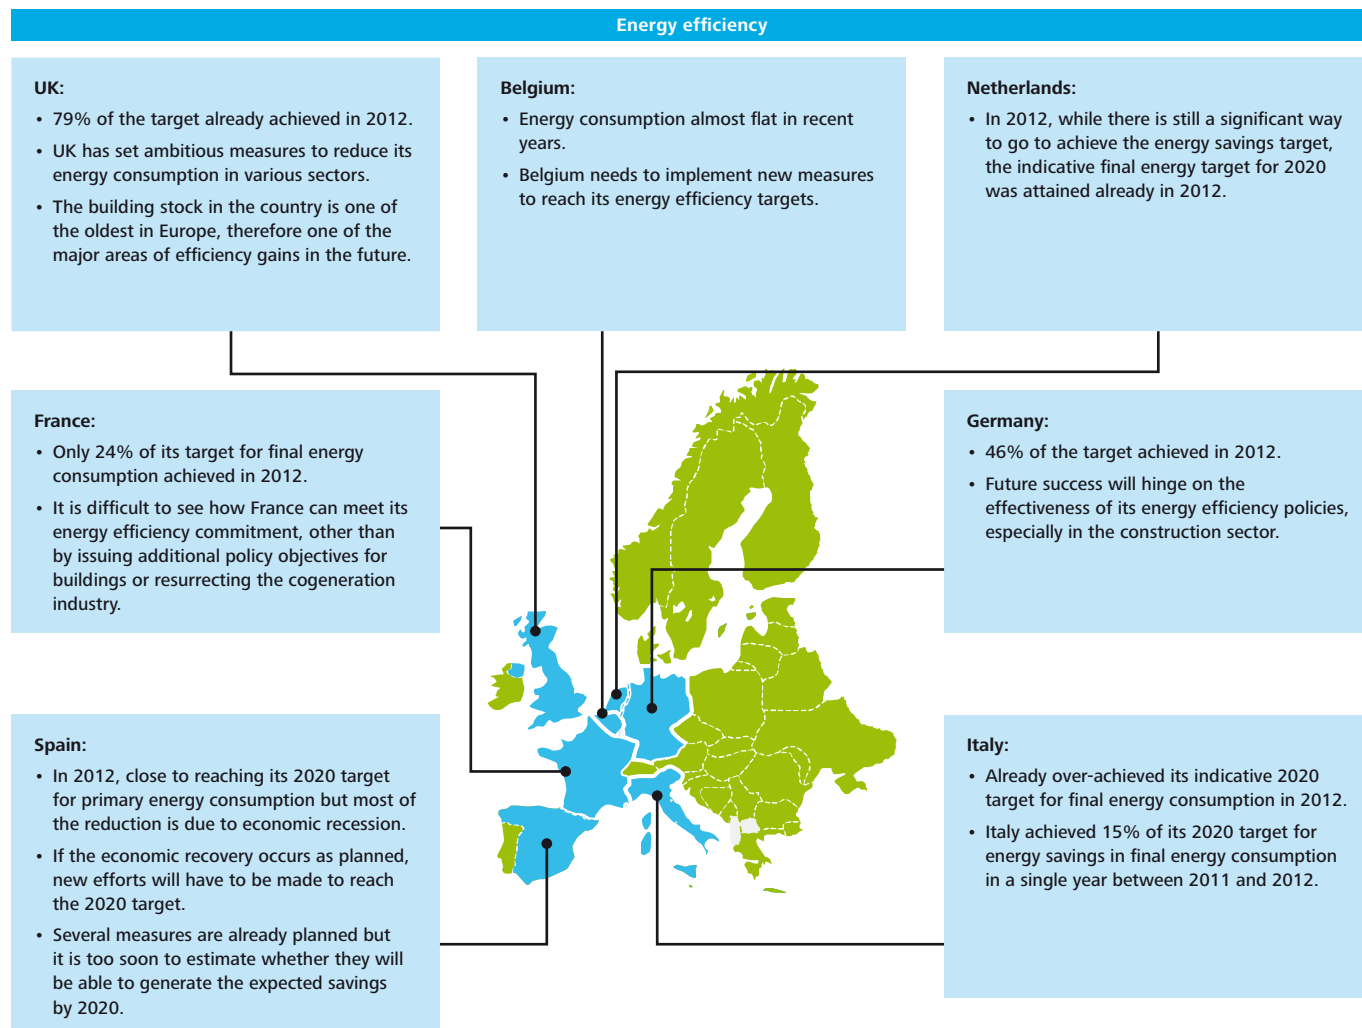 Energy efficiency
UK:
• 79% of the target already achieved in 2012.
• UK has set ambitious measures to reduce its
energy consumption in various sectors.
• The building stock in the country is one of
the oldest in Europe, therefore one of the
major areas of efficiency gains in the future.
Belgium:
• Energy consumption almost flat in recent
years.
• Belgium needs to implement new measures
to reach its energy efficiency targets.
Netherlands:
• In 2012, while there is still a significant way
to go to achieve the energy savings target,
the indicative final energy target for 2020
was attained already in 2012.
France:
• Only 24% of its target for final energy
consumption achieved in 2012.
• It is difficult to see how France can meet its
energy efficiency commitment, other than
by issuing additional policy objectives for
buildings or resurrecting the cogeneration
industry.
Germany:
• 46% of the target achieved in 2012.
• Future success will hinge on the
effectiveness of its energy efficiency policies,
especially in the construction sector.
Spain:
• In 2012, close to reaching its 2020 target
for primary energy consumption but most of
the reduction is due to economic recession.
• If the economic recovery occurs as planned,
new efforts will have to be made to reach
the 2020 target.
• Several measures are already planned but
it is too soon to estimate whether they will
be able to generate the expected savings
by 2020.
Italy:
• Already over-achieved its indicative 2020
target for final energy consumption in 2012.
• Italy achieved 15% of its 2020 target for
energy savings in final energy consumption
in a single year between 2011 and 2012.